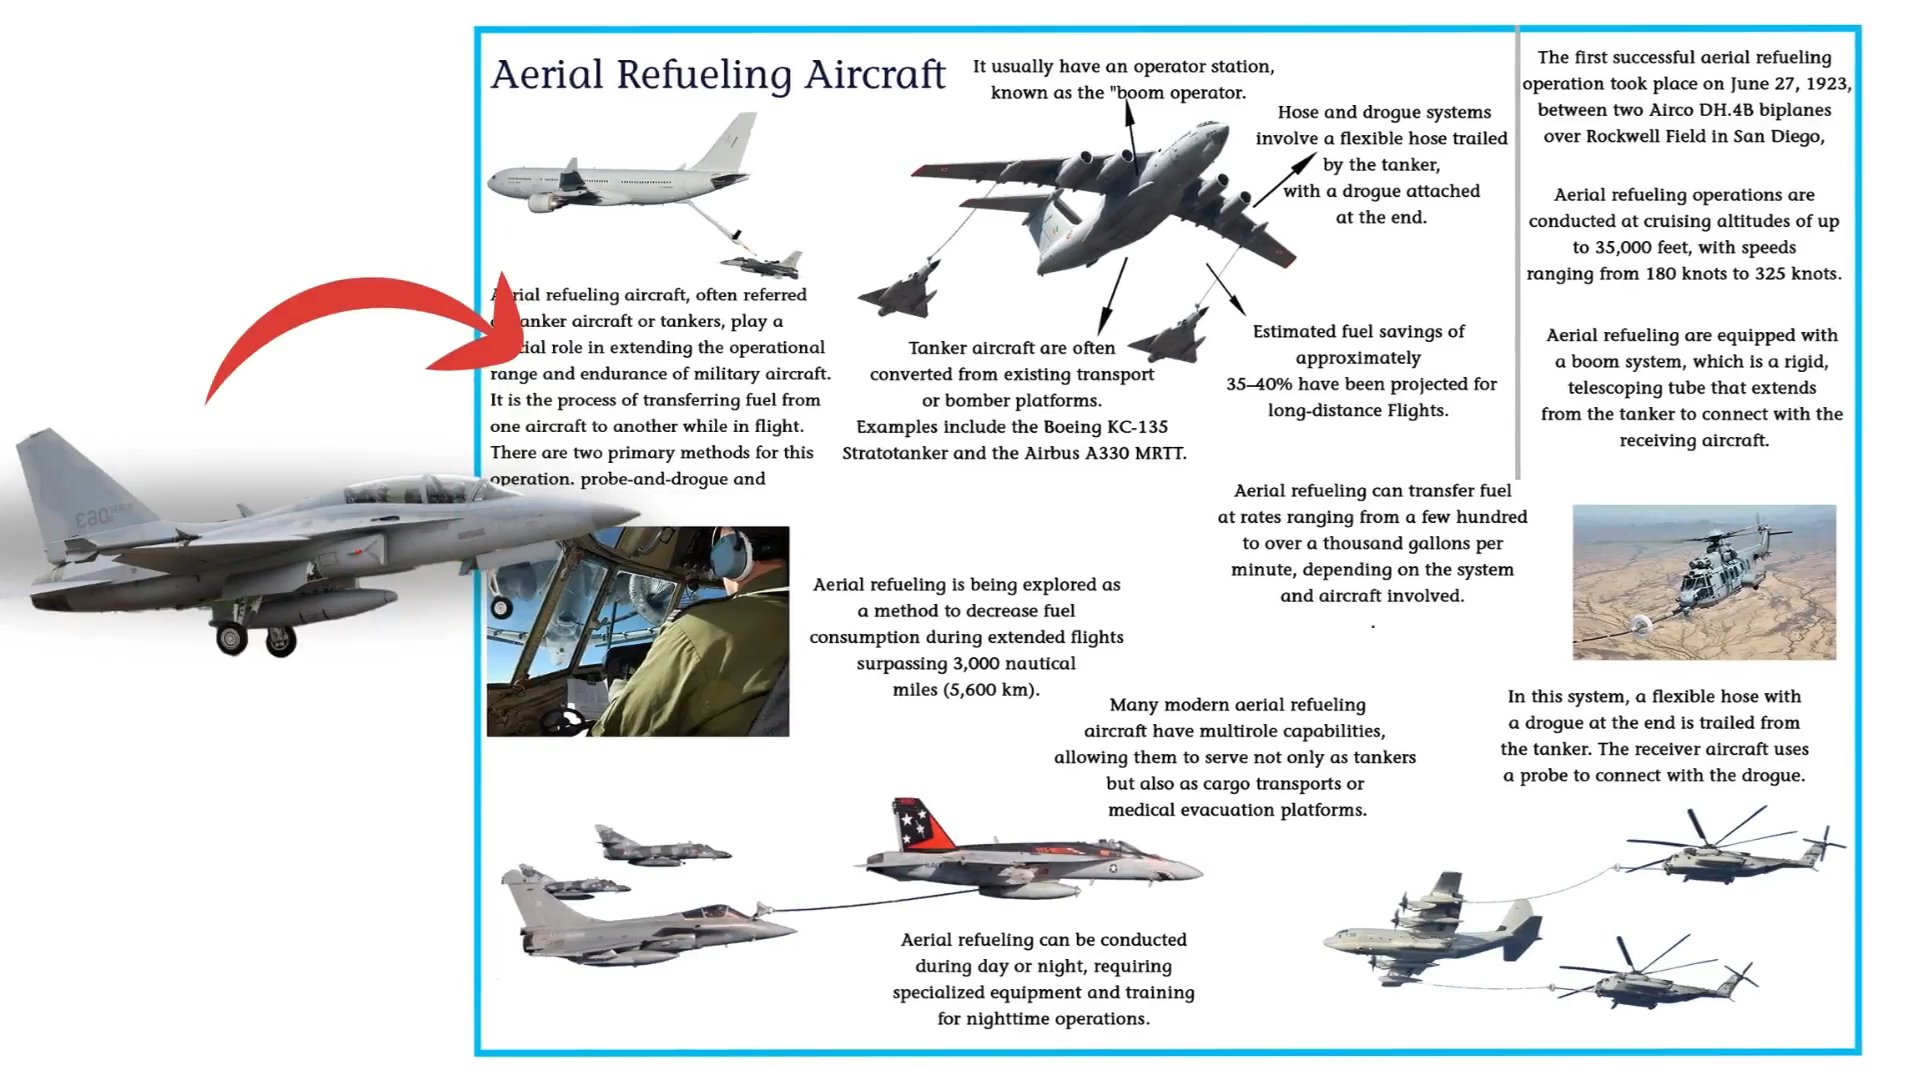 Aerial Refueling Aircraft
It usually have an operator station,
known as the "boom operator.
Hose and drogue systems
involve a flexible hose trailed
by the tanker,
with a drogue attached
at the end.
The first successful aerial refueling
operation took place on June 27, 1923,
between two Airco DH.4B biplanes
over Rockwell Field in San Diego,
Aerial refueling operations are
conducted at cruising altitudes of up
to 35,000 feet, with speeds
ranging from 180 knots to 325 knots.
Aerial refueling are equipped with
a boom system, which is a rigid,
telescoping tube that extends
from the tanker to connect with the
receiving aircraft.
refueling aircraft, often referred
tanker aircraft or tankers, play a
role in extending the operational
range and endurance of military aircraft.
It is the process of transferring fuel from
one aircraft to another while in flight.
There are two primary methods for this
operation. probe-and-drogue and
Tanker aircraft are often
converted from existing transport
or bomber platforms.
Examples include the Boeing KC-135
Stratotanker and the Airbus A330 MRTT.
Estimated fuel savings of
approximately
35–40% have been projected for
long-distance Flights.
Aerial refueling can transfer fuel
at rates ranging from a few hundred
to over a thousand gallons per
minute, depending on the system
and aircraft involved.
.
Aerial refueling is being explored as
a method to decrease fuel
consumption during extended flights
surpassing 3,000 nautical
miles (5,600 km).
Many modern aerial refueling
aircraft have multirole capabilities,
allowing them to serve not only as tankers
but also as cargo transports or
medical evacuation platforms.
In this system, a flexible hose with
a drogue at the end is trailed from
the tanker. The receiver aircraft uses
a probe to connect with the drogue.
Aerial refueling can be conducted
during day or night, requiring
specialized equipment and training
for nighttime operations.